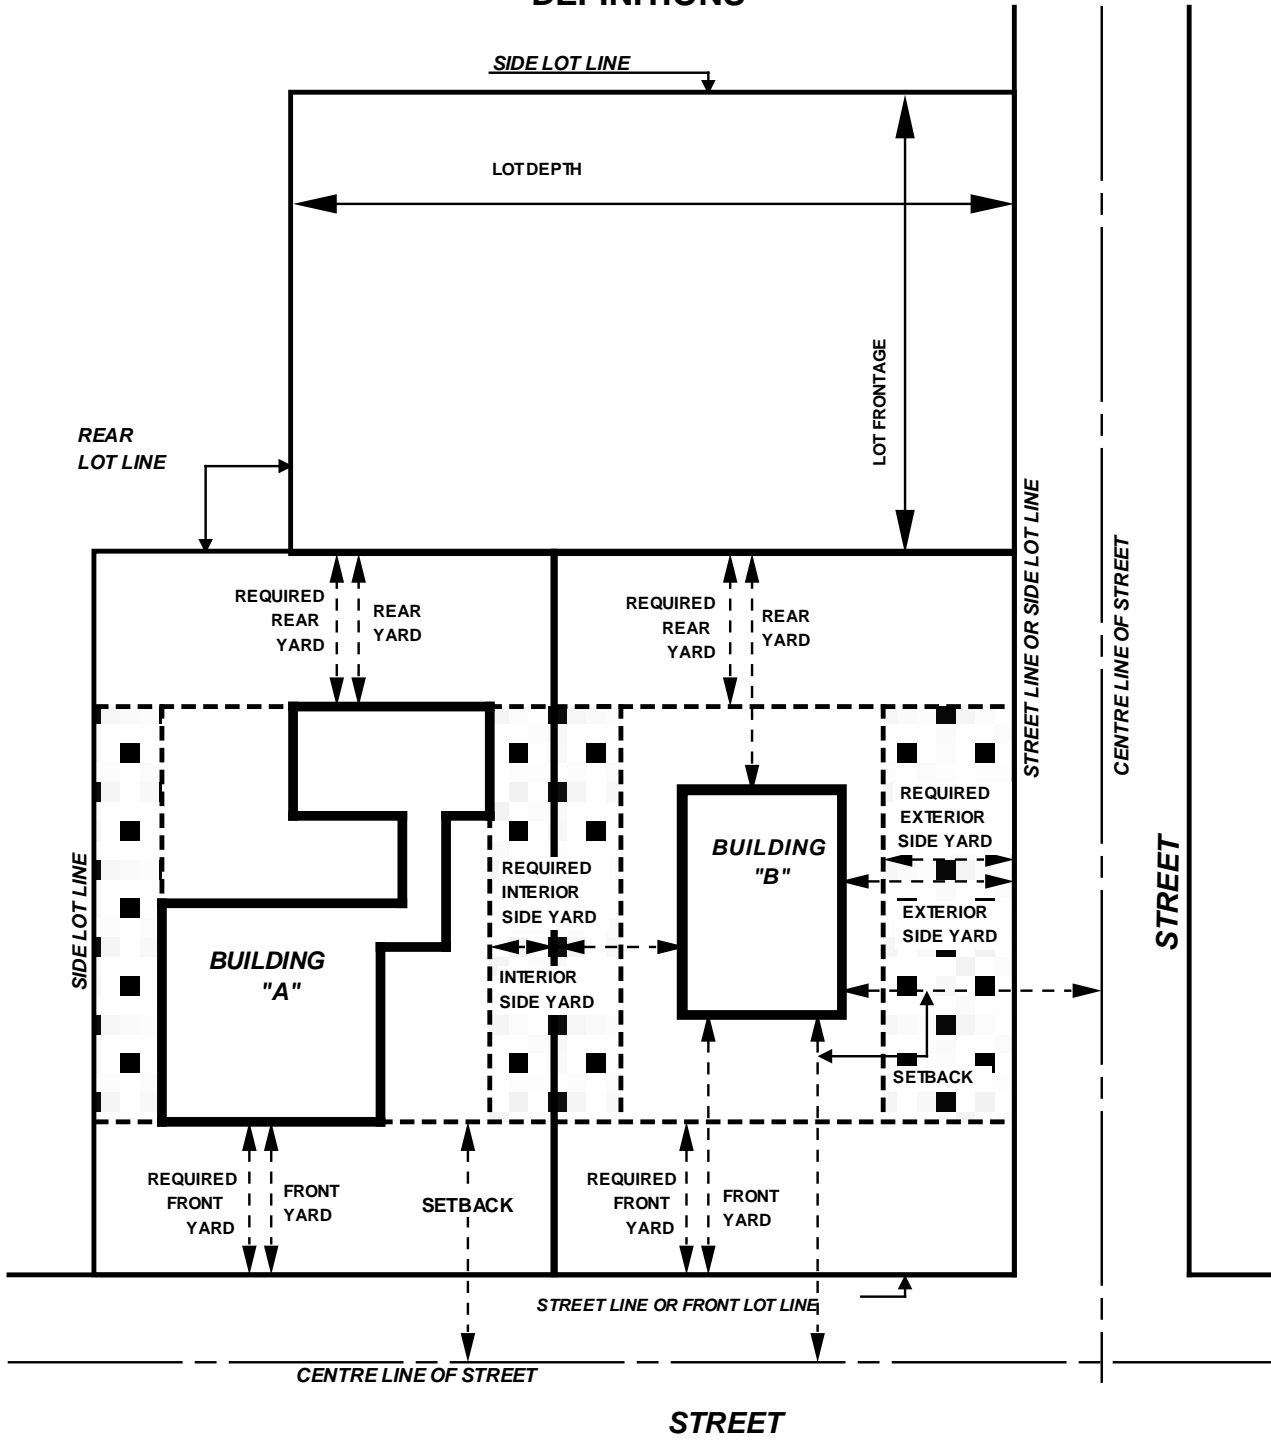 DEFINITIONS
SIDE LOT LINE
LOT DEPTH
LOT FRONTAGE
REAR
LOT LINE
STREET LINE OR SIDE LOT LINE
CENTRE LINE OF STREET
STREET
REQUIRED
REAR
YARD
REAR
YARD
REQUIRED
REAR
YARD
REAR
YARD
SIDE LOT LINE
BUILDING
"A"
REQUIRED
INTERIOR
SIDE YARD
INTERIOR
SIDE YARD
BUILDING
"B"
REQUIRED
EXTERIOR
SIDE YARD
EXTERIOR
SIDE YARD
SETBACK
REQUIRED
FRONT
YARD
FRONT
YARD
SETBACK
REQUIRED
FRONT
YARD
FRONT
YARD
STREET LINE OR FRONT LOT LINE
CENTRE LINE OF STREET
STREET